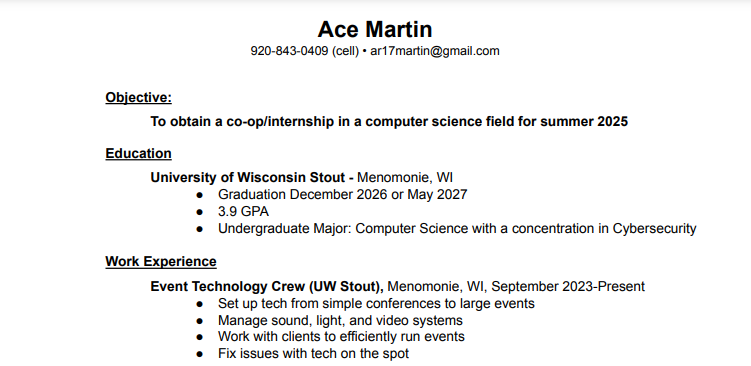 Ace Martin
920-843-0409 (cell) • ar17martin@gmail.com
Objective:
To obtain a co-op/internship in a computer science field for summer 2025
Education
University of Wisconsin Stout - Menomonie, WI
● Graduation December 2026 or May 2027
● 3.9 GPA
● Undergraduate Major: Computer Science with a concentration in Cybersecurity
Work Experience
Event Technology Crew (UW Stout), Menomonie, WI, September 2023-Present
● Set up tech from simple conferences to large events
● Manage sound, light, and video systems
● Work with clients to efficiently run events
● Fix issues with tech on the spot